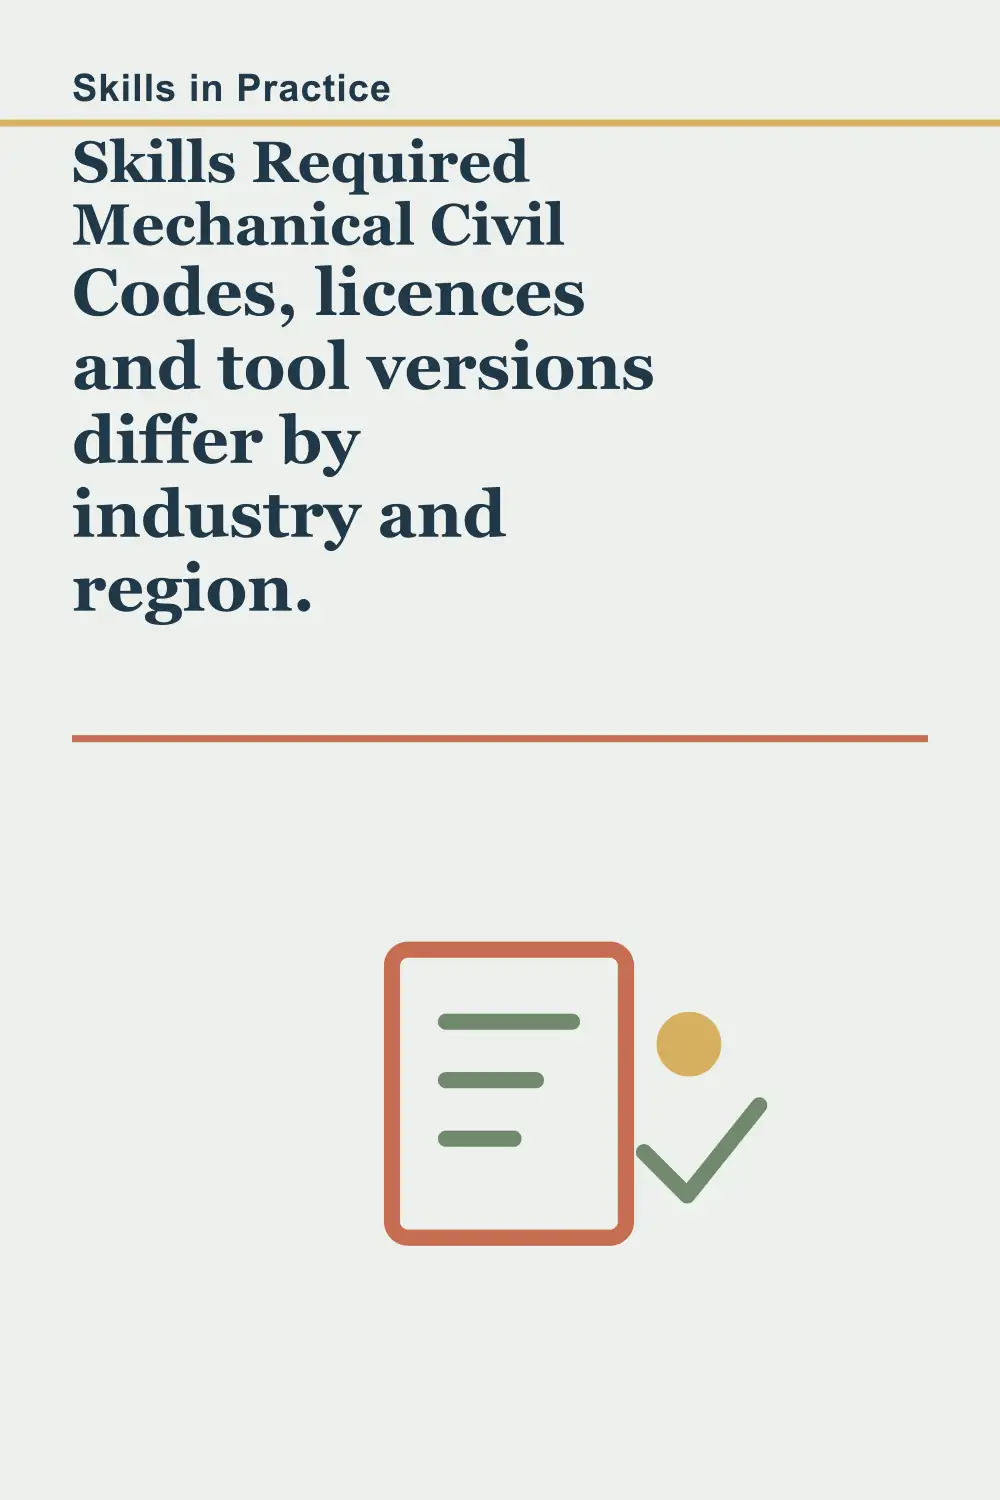 Skills in Practice
Skills Required
Mechanical Civil
Codes, licences
and tool versions
differ by
industry and
region.